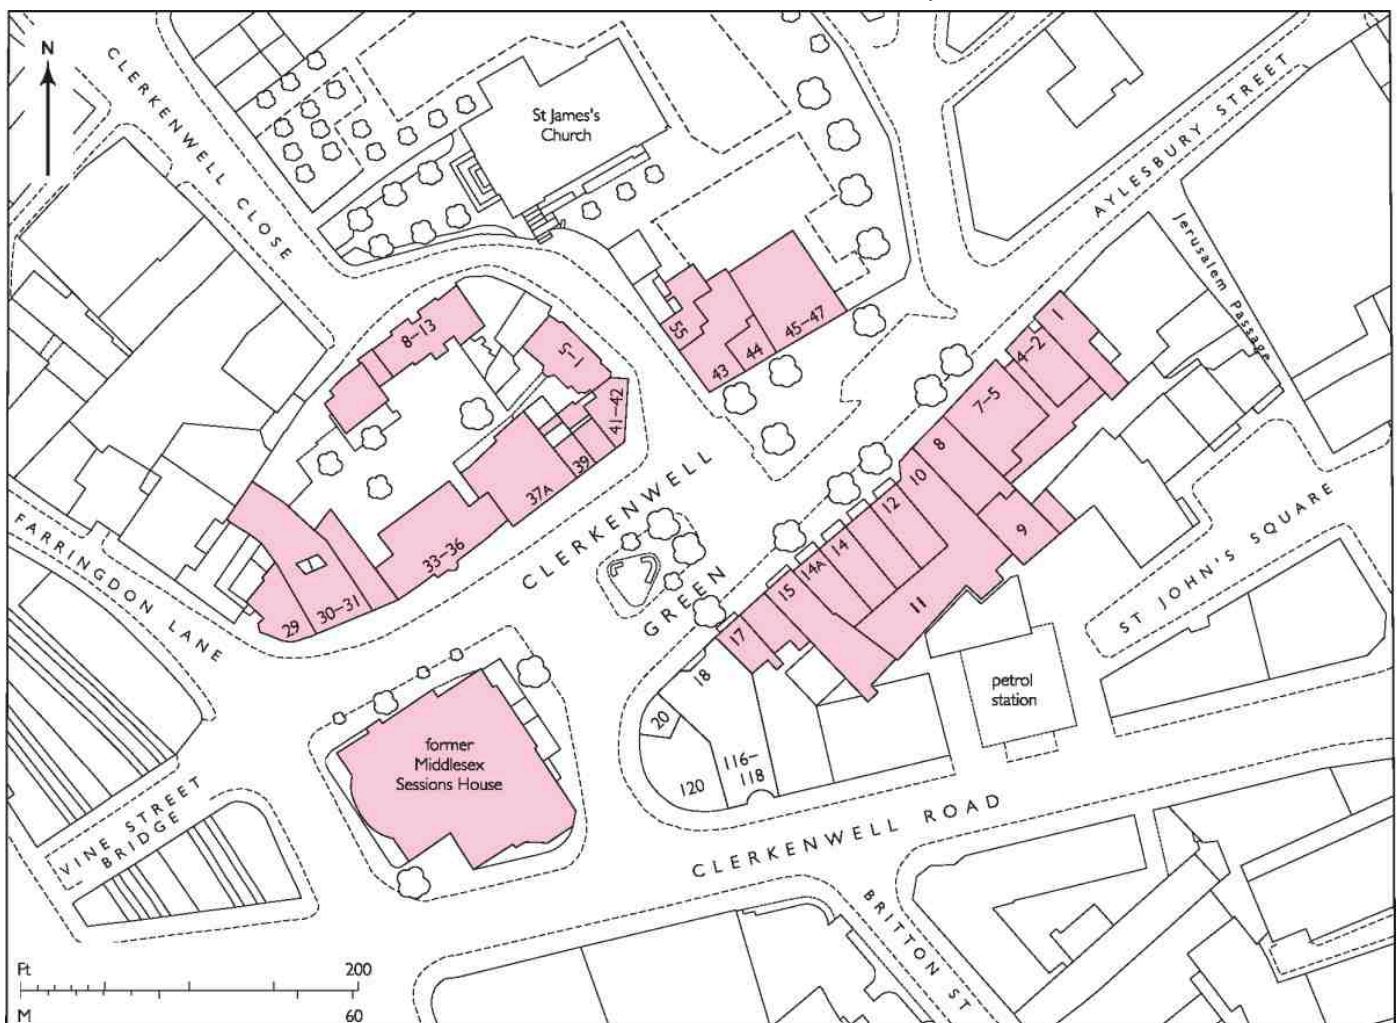 N
CLERKENWELL CLOSE
St James's
Church
AYLESBURY STREET
Jerusalem Passage
8–13
1–5
55
43
44
45–47
1
4–2
7–5
8
10
9
12
14
14A
11
15
17
18
20
120
116–
118
41–42
39
37A
33–36
30–31
29
CLERKENWELL
GREEN
FARRINGDON LANE
ST JOHN'S SQUARE
petrol
station
former
Middlesex
Sessions House
VINE STREET
BRIDGE
CLERKENWELL ROAD
BRITTON ST
Ft 200
M 60